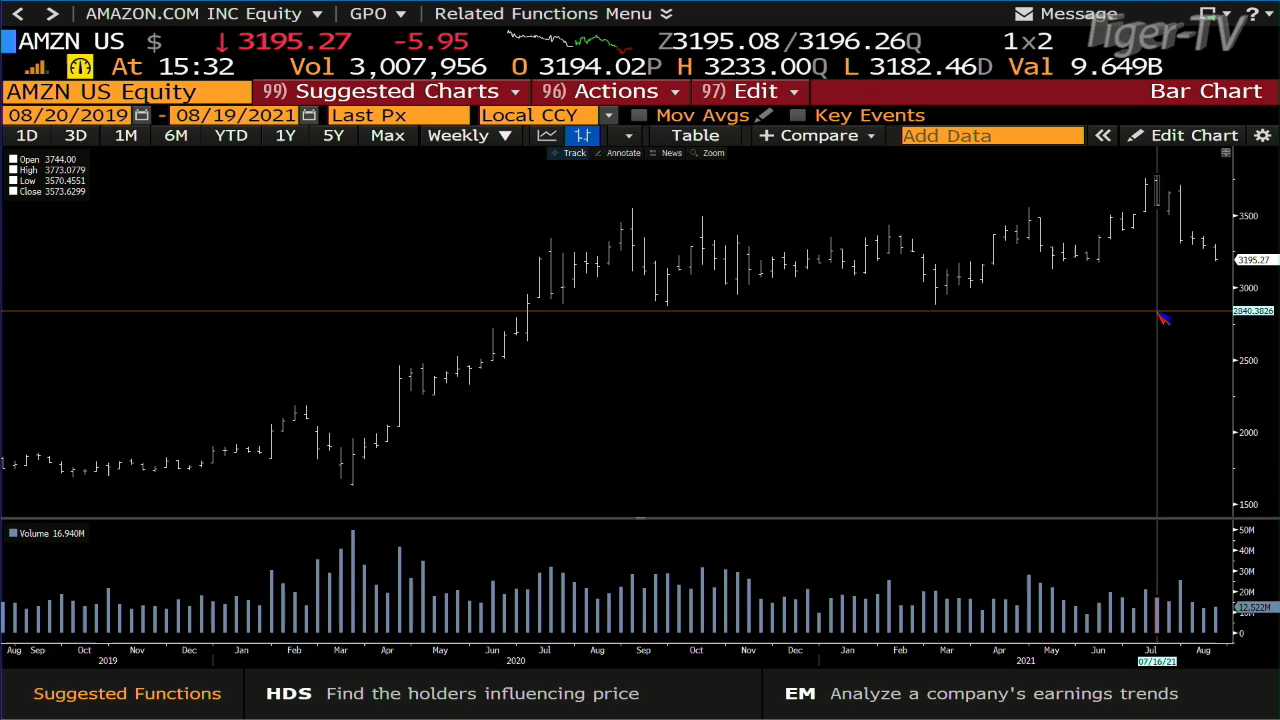 < > AMAZON.COM INC Equity GPO Related Functions Menu Message ?
Tiger-TV
AMZN US $ ↓ 3195.27 -5.95 Z3195.08/3196.26Q 1x2
At 15:32 Vol 3,007,956 O 3194.02P H 3233.00Q L 3182.46D Val 9.649B
AMZN US Equity 99) Suggested Charts 96) Actions 97) Edit Bar Chart
08/20/2019 - 08/19/2021 Last Px Local CCY Mov Avgs Key Events
1D 3D 1M 6M YTD 1Y 5Y Max Weekly ▼ Table + Compare Add Data « Edit Chart
Track Annotate News Zoom
Open 3744.00
High 3773.0779
Low 3570.4551
Close 3573.6299
3500
3195.27
3000
2840.3826
2500
2000
1500
Volume 16.940M
50M
40M
30M
20M
12.522M
10M
0
Aug Sep Oct Nov Dec Jan Feb Mar Apr May Jun Jul Aug Sep Oct Nov Dec Jan Feb Mar Apr May Jun Jul Aug
2019 2020 2021 07/16/21
Suggested Functions HDS Find the holders influencing price EM Analyze a company's earnings trends